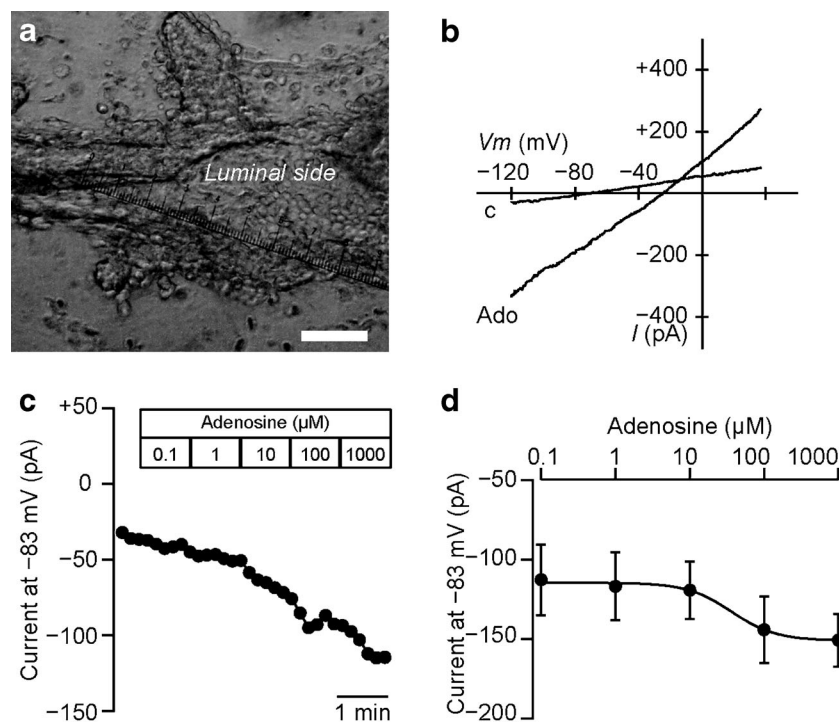 a
Luminal side
b
+400
+200
Vm (mV)
−120 −80 −40
c
−200
Ado
−400
I (pA)
c
+50
Adenosine (µM)
0.1 1 10 100 1000
0
−50
−100
−150
Current at −83 mV (pA)
1 min
d
Adenosine (µM)
0.1 1 10 100 1000
−50
−100
−150
−200
Current at −83 mV (pA)